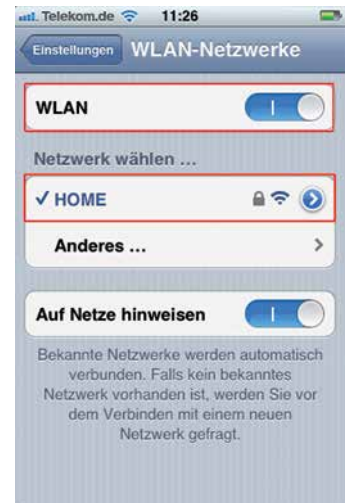 Telekom.de 11:26
Einstellungen WLAN-Netzwerke
WLAN
Netzwerk wählen ...
✓ HOME
Anderes ...
Auf Netze hinweisen
Bekannte Netzwerke werden automatisch
verbunden. Falls kein bekanntes
Netzwerk vorhanden ist, werden Sie vor
dem Verbinden mit einem neuen
Netzwerk gefragt.